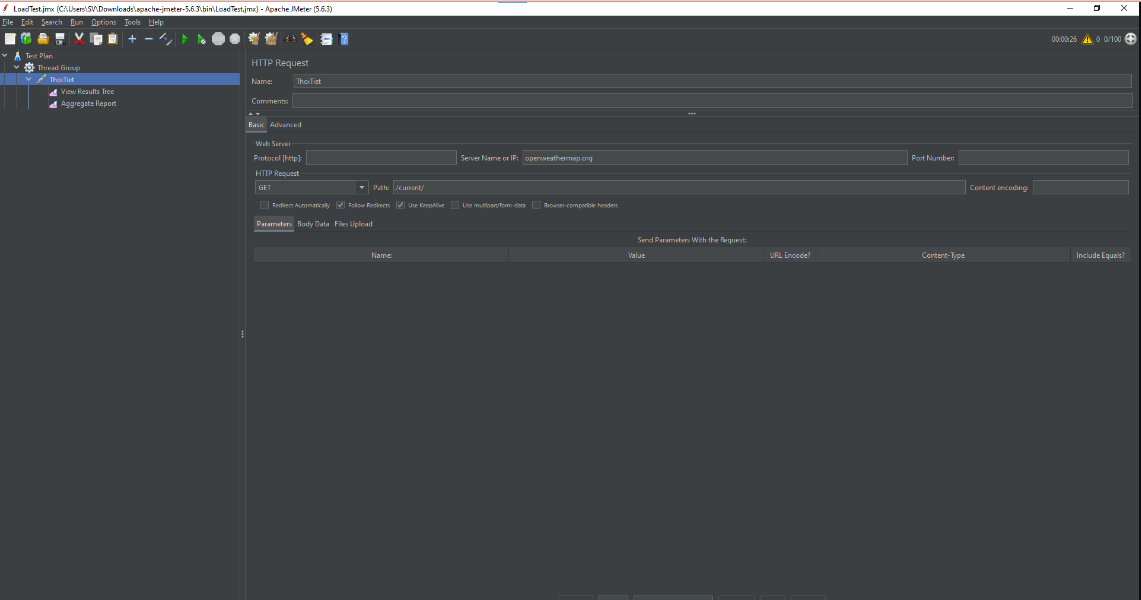 LoadTest.jmx (C:\Users\SV\Downloads\apache-jmeter-5.6.3\bin\LoadTest.jmx) - Apache JMeter (5.6.3)
File Edit Search Run Options Tools Help
00:00:26 0 0/100
Test Plan
Thread Group
ThoiTiet
View Results Tree
Aggregate Report
HTTP Request
Name: ThoiTiet
Comments:
Basic Advanced
Web Server
Protocol [http]: Server Name or IP: openweathermap.org Port Number:
HTTP Request
GET Path: /current/ Content encoding:
Redirect Automatically Follow Redirects Use KeepAlive Use multipart/form-data Browser-compatible headers
Parameters Body Data Files Upload
Send Parameters With the Request:
Name: Value URL Encode? Content-Type Include Equals?